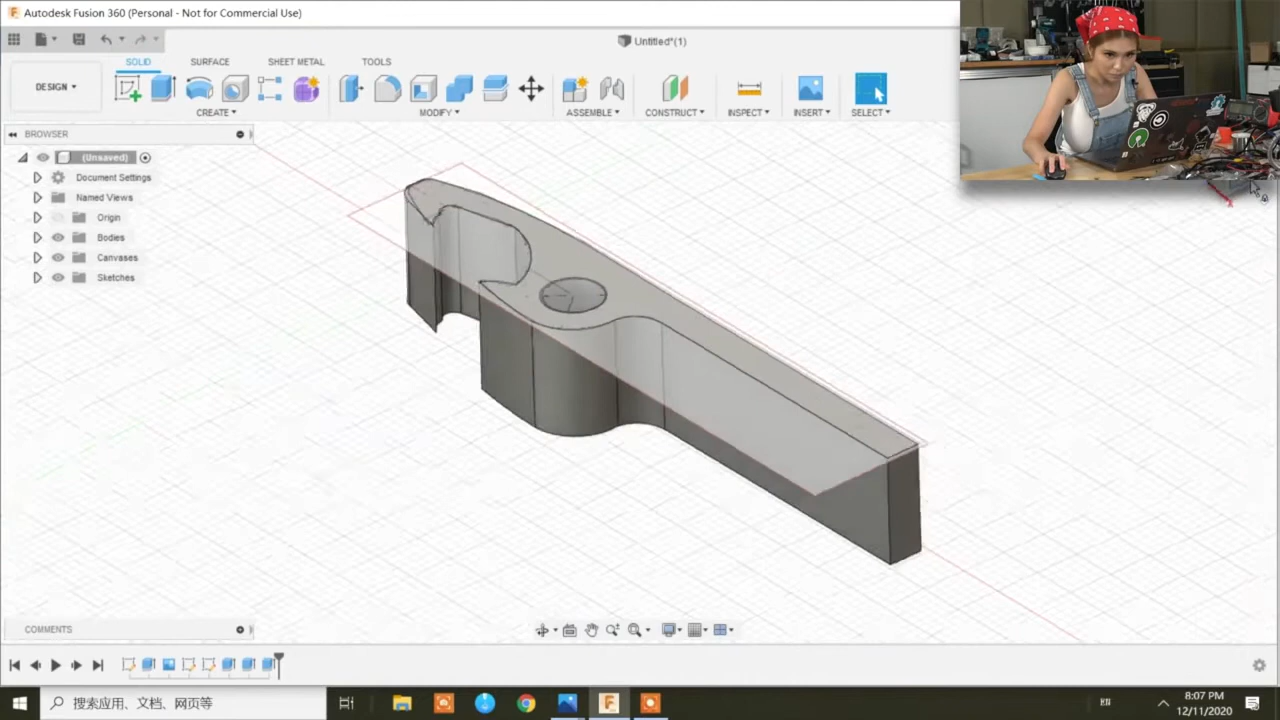 Autodesk Fusion 360 (Personal - Not for Commercial Use)
Untitled*(1)
SOLID SURFACE SHEET METAL TOOLS
DESIGN
CREATE MODIFY ASSEMBLE CONSTRUCT INSPECT INSERT SELECT
BROWSER
(Unsaved)
Document Settings
Named Views
Origin
Bodies
Canvases
Sketches
COMMENTS
搜索应用、文档、网页等
8:07 PM
12/11/2020